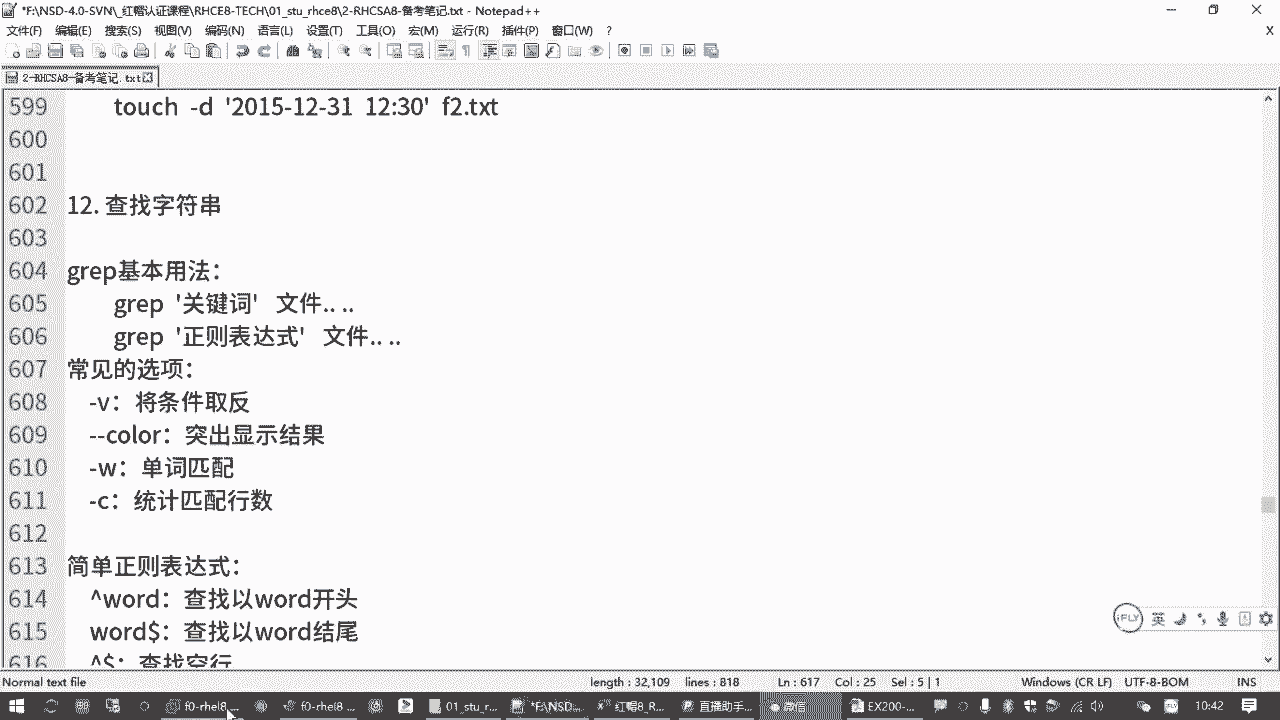 *F:\NSD-4.0-SVN\_红帽认证课程\RHCE8-TECH\01_stu_rhce8\2-RHCSA8-备考笔记.txt - Notepad++
文件(F) 编辑(E) 搜索(S) 视图(V) 编码(N) 语言(L) 设置(T) 工具(O) 宏(M) 运行(R) 插件(P) 窗口(W) ? X
2-RHCSA8-备考笔记.txt
599 touch -d '2015-12-31 12:30' f2.txt
600
601
602 12. 查找字符串
603
604 grep基本用法：
605 grep '关键词' 文件.. ..
606 grep '正则表达式' 文件.. ..
607 常见的选项：
608 -v：将条件取反
609 --color：突出显示结果
610 -w：单词匹配
611 -c：统计匹配行数
612
613 简单正则表达式：
614 ^word：查找以word开头
615 word$：查找以word结尾
616 ^$：查找空行
iFLY 英
Normal text file length : 32,109 lines : 818 Ln : 617 Col : 25 Sel : 5 | 1 Windows (CR LF) UTF-8-BOM INS
f0-rhel8... f0-rhel8 ... 01_stu_r... *F:\NSD... 红帽8_R... 直播助手... 微信 EX200-... 10:42